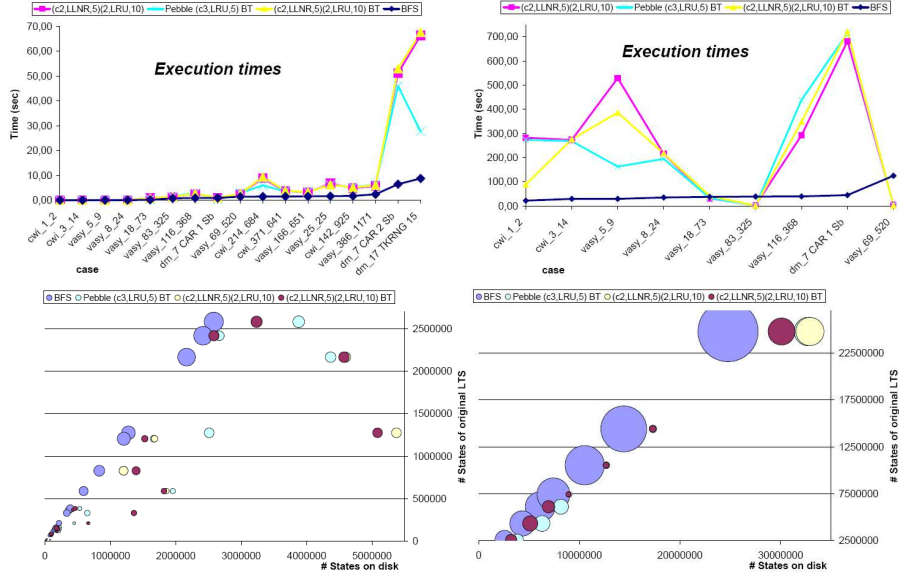 (c2,LLNR,5)(2,LRU,10) Pebble (c3,LRU,5) BT (c2,LLNR,5)(2,LRU,10) BT BFS
Execution times
Time (sec)
70,00
60,00
50,00
40,00
30,00
20,00
10,00
0,00
cwi_1_2
cwi_3_14
vasy_5_9
vasy_8_24
vasy_18_73
vasy_83_325
vasy_116_368
dm_7 CAR 1 Sb
vasy_69_520
cwi_214_684
cwi_371_641
vasy_166_651
vasy_25_25
cwi_142_925
vasy_386_1171
dm_7 CAR 2 Sb
dm_17 TKRNG 15
case
(c2,LLNR,5)(2,LRU,10) Pebble (c3,LRU,5) BT (c2,LLNR,5)(2,LRU,10) BT BFS
Execution times
Time (sec)
700,00
600,00
500,00
400,00
300,00
200,00
100,00
0,00
cwi_1_2
cwi_3_14
vasy_5_9
vasy_8_24
vasy_18_73
vasy_83_325
vasy_116_368
dm_7 CAR 1 Sb
vasy_69_520
case
BFS Pebble (c3,LRU,5) BT (c2,LLNR,5)(2,LRU,10) (c2,LLNR,5)(2,LRU,10) BT
2500000
2000000
1500000
1000000
500000
0
# States of original LTS
0 1000000 2000000 3000000 4000000 5000000
# States on disk
BFS Pebble (c3,LRU,5) BT (c2,LLNR,5)(2,LRU,10) (c2,LLNR,5)(2,LRU,10) BT
22500000
17500000
12500000
7500000
2500000
# States of original LTS
0 10000000 20000000 30000000
# States on disk